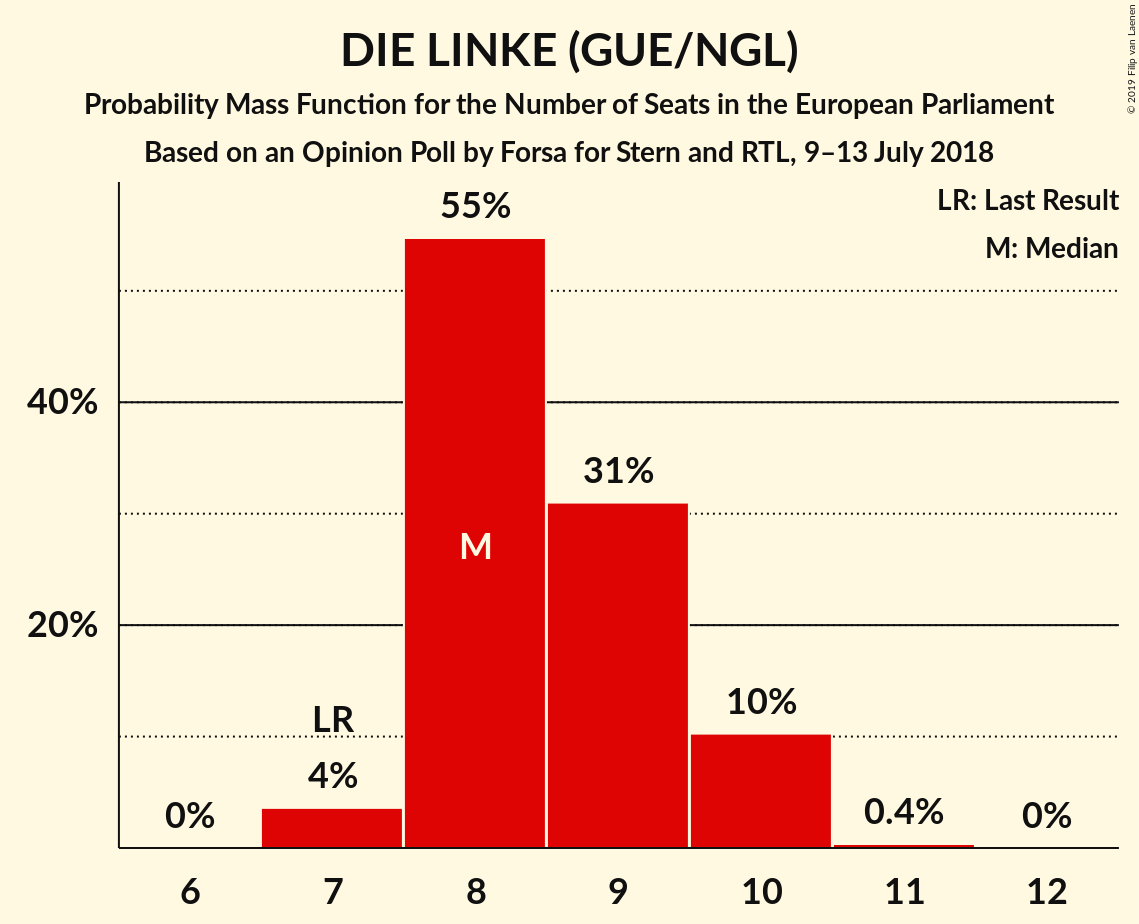 DIE LINKE (GUE/NGL)
Probability Mass Function for the Number of Seats in the European Parliament
Based on an Opinion Poll by Forsa for Stern and RTL, 9–13 July 2018
© 2019 Filip van Laenen
LR: Last Result
M: Median
55%
40%
31%
M
20%
10%
LR
4%
0%
0.4%
0%
6 7 8 9 10 11 12